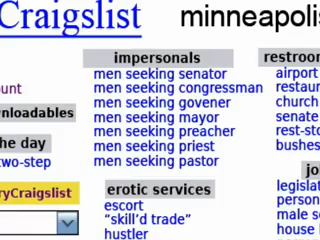 Craigslist
minneapolis
impersonals
men seeking senator
men seeking congressman
men seeking govener
men seeking mayor
men seeking preacher
men seeking priest
men seeking pastor
erotic services
escort
“skill’d trade”
hustler
restroom
airport
restaur
church
senate
rest-sto
bushes
jo
legislat
person
male s
house
ount
nloadables
he day
two-step
ryCraigslist